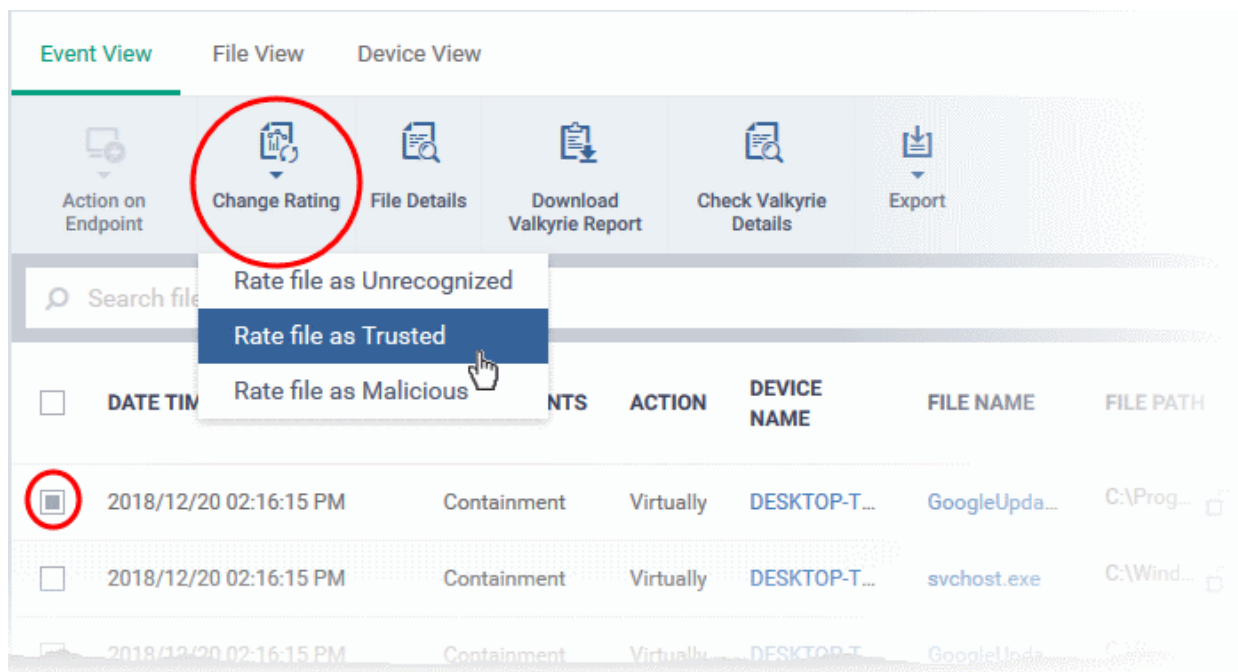 Event View File View Device View
Action on Endpoint
Change Rating
File Details
Download Valkyrie Report
Check Valkyrie Details
Export
Rate file as Unrecognized
Search file
Rate file as Trusted
Rate file as Malicious
DATE TIM NTS ACTION DEVICE NAME FILE NAME FILE PATH
2018/12/20 02:16:15 PM Containment Virtually DESKTOP-T... GoogleUpda... C:\Prog...
2018/12/20 02:16:15 PM Containment Virtually DESKTOP-T... svchost.exe C:\Wind...
2018/12/20 02:16:15 PM Containment Virtually DESKTOP-T GoogleUpda